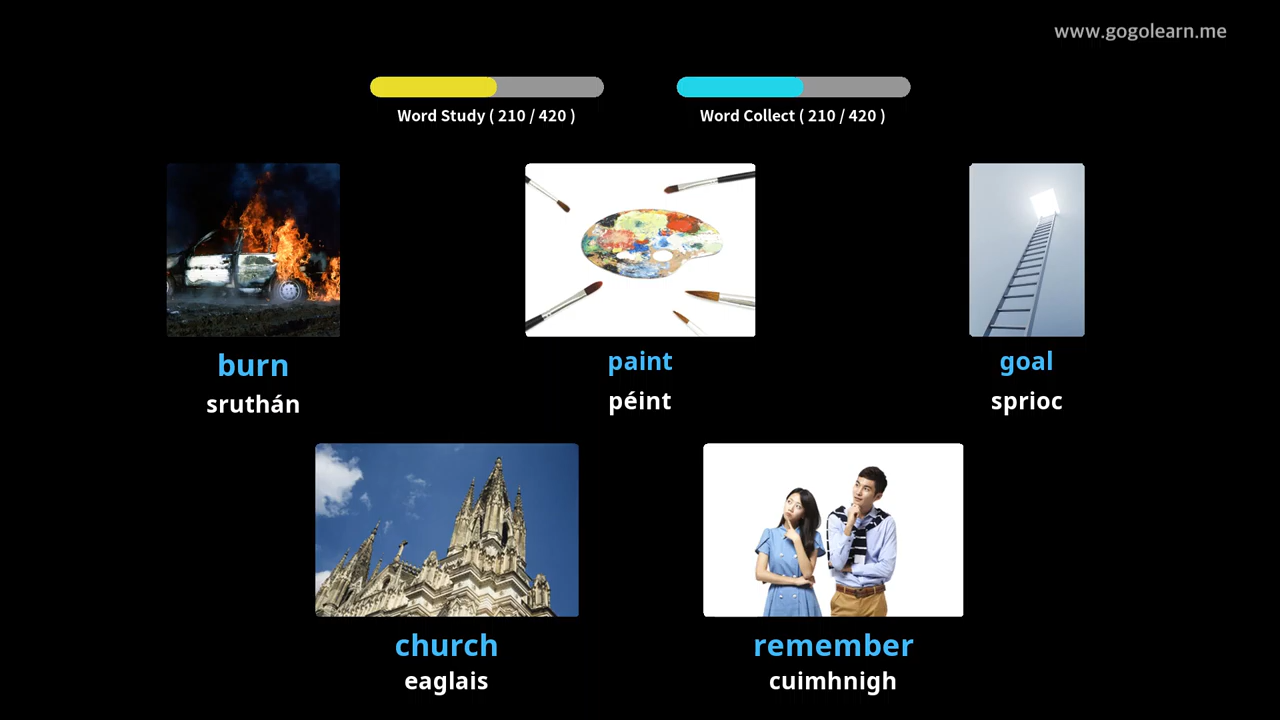 www.gogolearn.me
Word Study ( 210 / 420 )
Word Collect ( 210 / 420 )
burn
sruthán
paint
péint
goal
sprioc
church
eaglais
remember
cuimhnigh